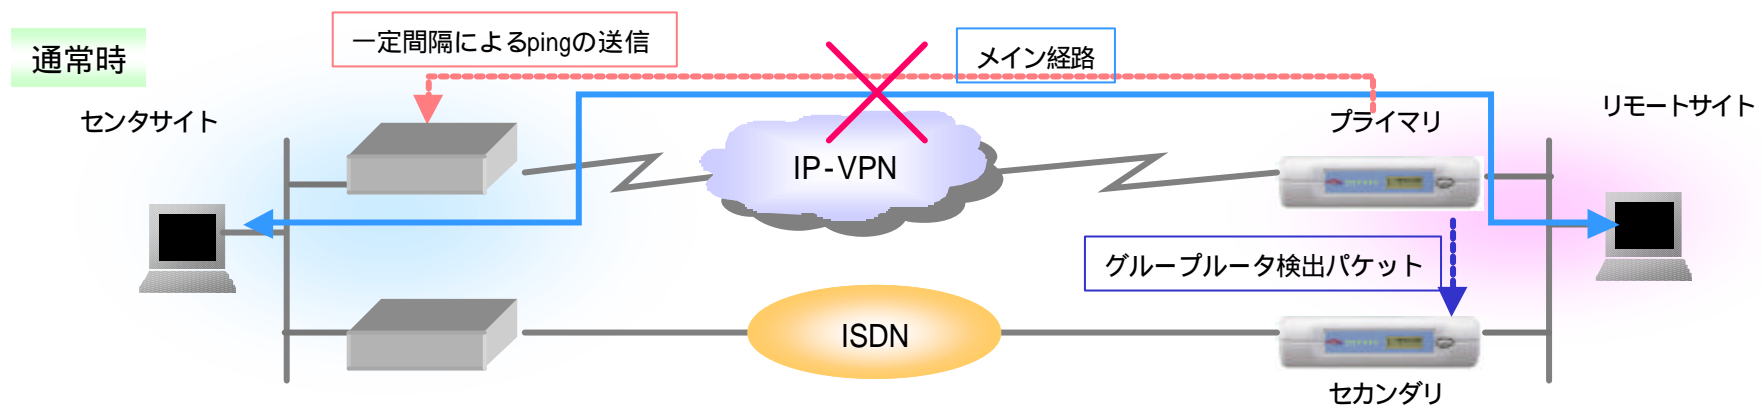 一定間隔によるpingの送信
通常時
メイン経路
センタサイト
プライマリ
リモートサイト
IP-VPN
グループルータ検出パケット
ISDN
セカンダリ